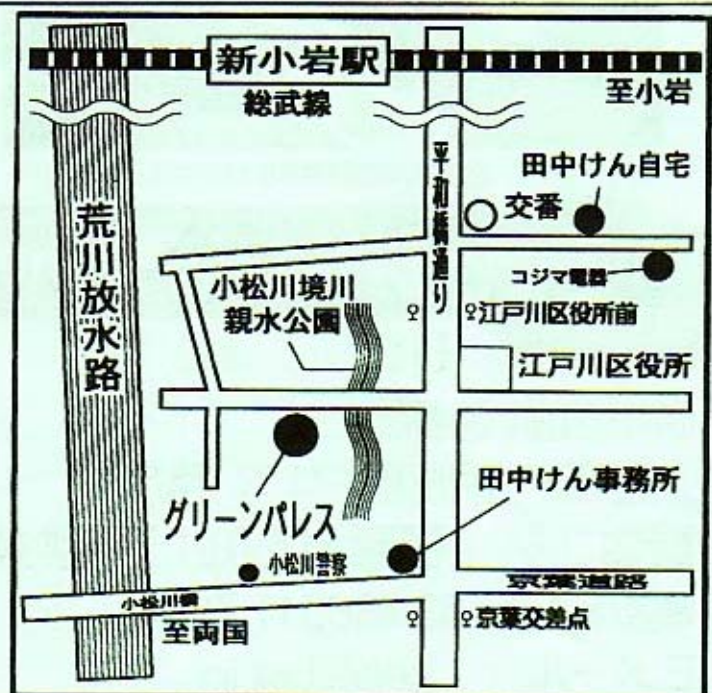 新小岩駅
総武線
至小岩
荒川放水路
平和橋通り
田中けん自宅
交番
コジマ電器
小松川境川
親水公園
江戸川区役所前
江戸川区役所
グリーンパレス
田中けん事務所
小松川警察
京葉道路
小松川橋
至両国
京葉交差点